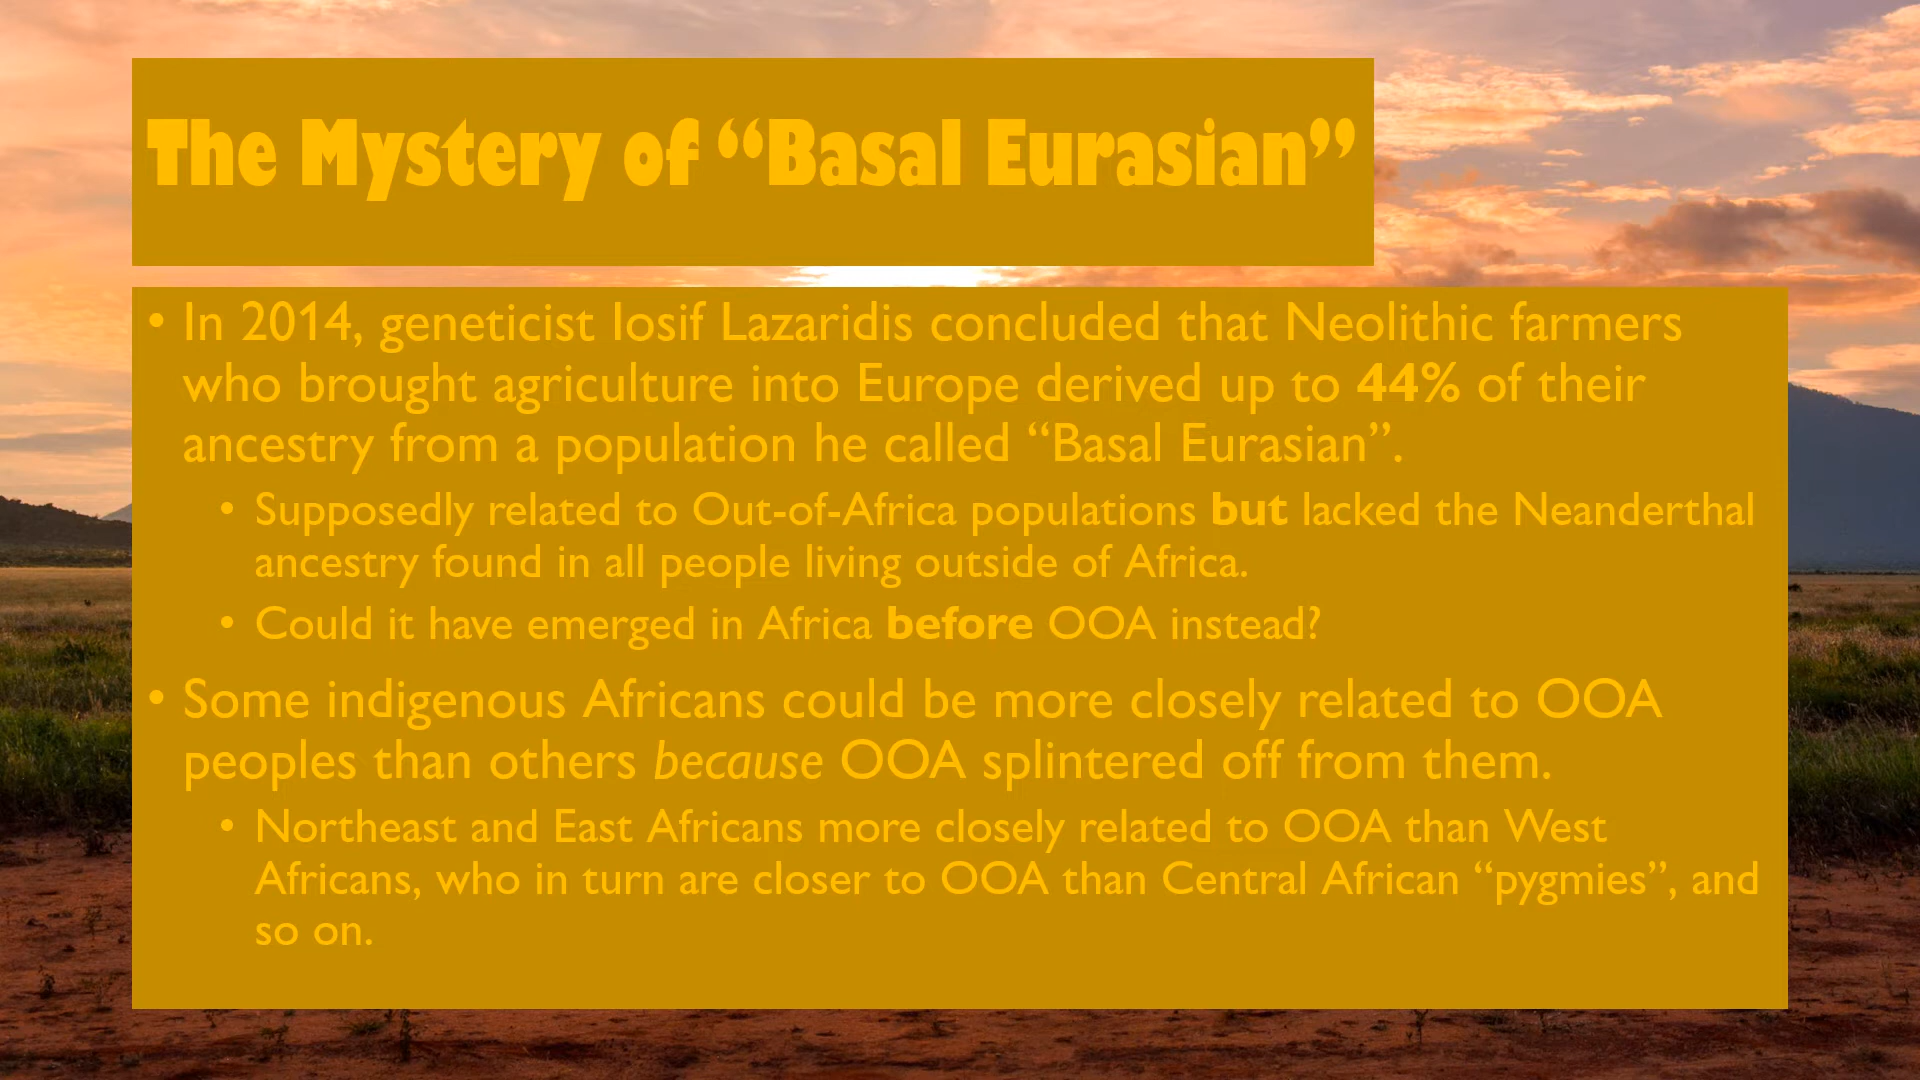 The Mystery of “Basal Eurasian”
• In 2014, geneticist Iosif Lazaridis concluded that Neolithic farmers
who brought agriculture into Europe derived up to 44% of their
ancestry from a population he called “Basal Eurasian”.
• Supposedly related to Out-of-Africa populations but lacked the Neanderthal
ancestry found in all people living outside of Africa.
• Could it have emerged in Africa before OOA instead?
• Some indigenous Africans could be more closely related to OOA
peoples than others because OOA splintered off from them.
• Northeast and East Africans more closely related to OOA than West
Africans, who in turn are closer to OOA than Central African “pygmies”, and
so on.